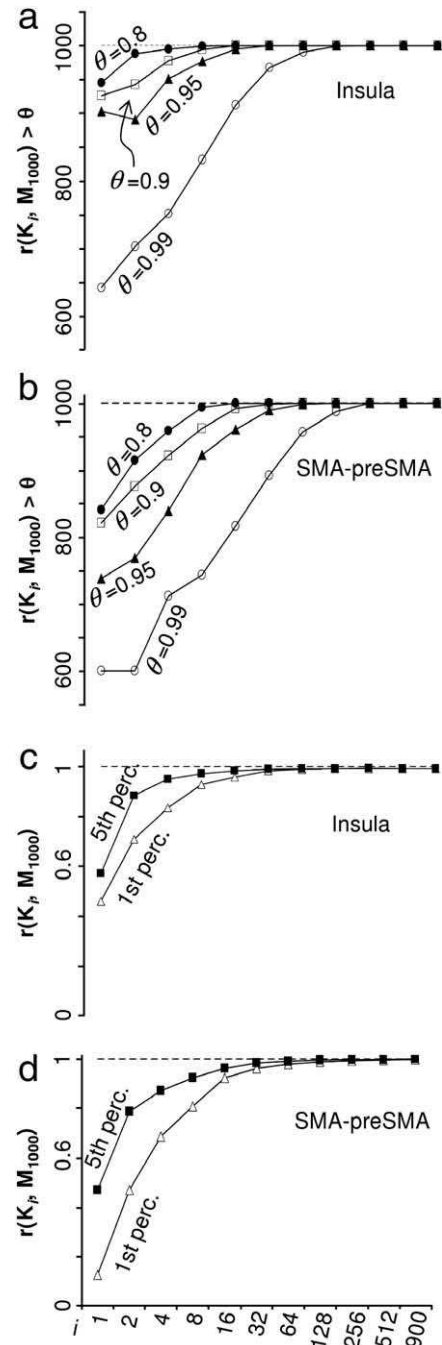 a
r(Ki, M1000) > θ
1000
800
600
θ=0.8
θ=0.95
θ=0.9
θ=0.99
Insula
b
r(Ki, M1000) > θ
1000
800
600
θ=0.8
θ=0.9
θ=0.95
θ=0.99
SMA-preSMA
c
r(Ki, M1000)
1
0.6
0
5th perc.
1st perc.
Insula
d
r(Ki, M1000)
1
0.6
0
5th perc.
1st perc.
SMA-preSMA
i. 1 2 4 8 16 32 64 128 256 512 900